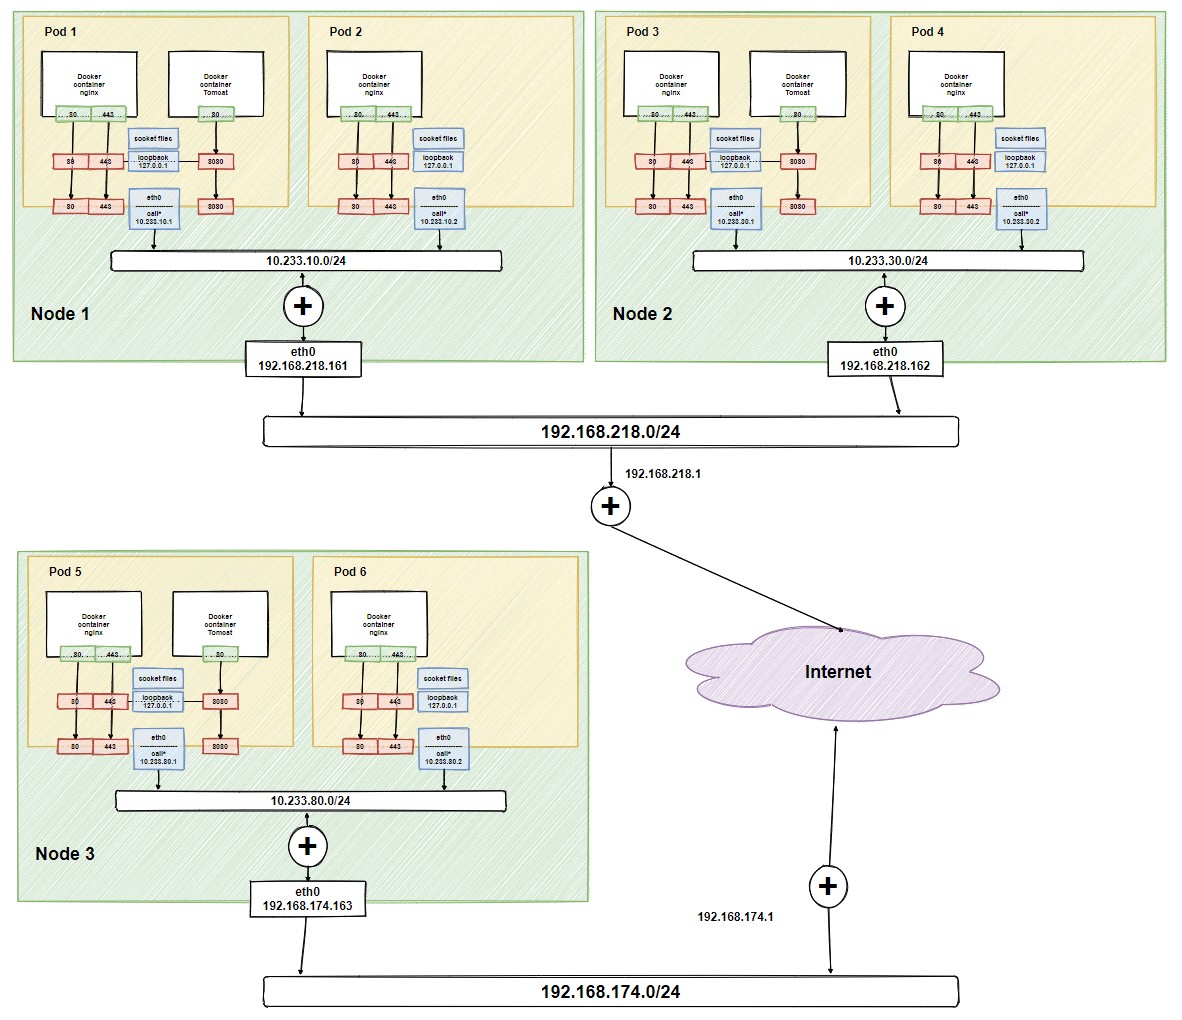 Pod 1
Docker
container
nginx
80
443
Docker
container
Tomcat
80
socket files
80
443
loopback
127.0.0.1
8080
80
443
eth0
call*
10.233.10.1
8080
Pod 2
Docker
container
nginx
80
443
socket files
80
443
loopback
127.0.0.1
80
443
eth0
call*
10.233.10.2
10.233.10.0/24
Node 1
+
eth0
192.168.218.161
Pod 3
Docker
container
nginx
80
443
Docker
container
Tomcat
80
socket files
80
443
loopback
127.0.0.1
8080
80
443
eth0
call*
10.233.30.1
8080
Pod 4
Docker
container
nginx
80
443
socket files
80
443
loopback
127.0.0.1
80
443
eth0
call*
10.233.30.2
10.233.30.0/24
Node 2
+
eth0
192.168.218.162
192.168.218.0/24
192.168.218.1
+
Pod 5
Docker
container
nginx
80
443
Docker
container
Tomcat
80
socket files
80
443
loopback
127.0.0.1
8080
80
443
eth0
call*
10.233.80.1
8080
Pod 6
Docker
container
nginx
80
443
socket files
80
443
loopback
127.0.0.1
80
443
eth0
call*
10.233.80.2
10.233.80.0/24
Node 3
+
eth0
192.168.174.163
Internet
+
192.168.174.1
192.168.174.0/24